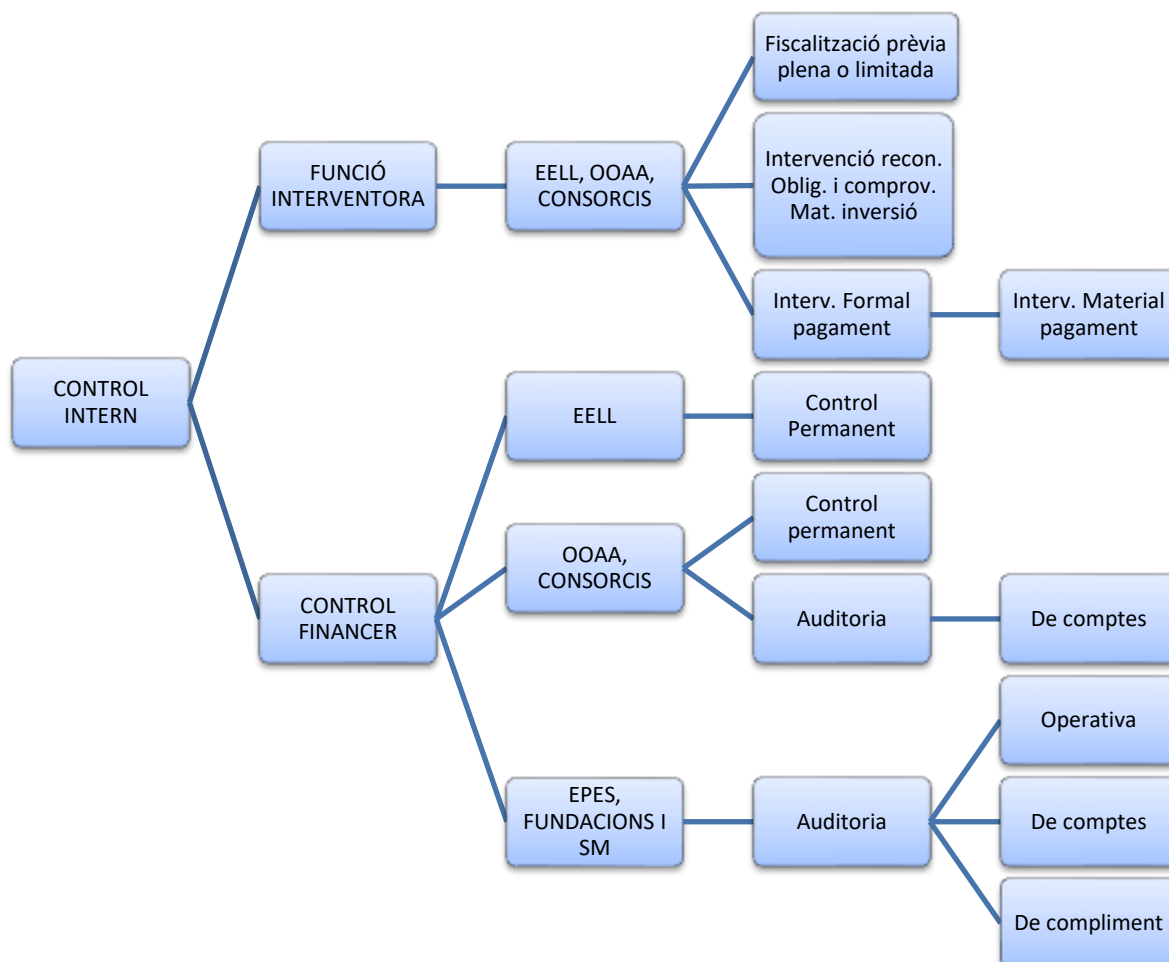 CONTROL
INTERN
FUNCIÓ
INTERVENTORA
EELL, OOAA,
CONSORCIS
Fiscalització prèvia
plena o limitada
Intervenció recon.
Oblig. i comprov.
Mat. inversió
Interv. Formal
pagament
Interv. Material
pagament
CONTROL
FINANCER
EELL
Control
Permanent
OOAA,
CONSORCIS
Control
permanent
Auditoria
De comptes
EPES,
FUNDACIONS I
SM
Auditoria
Operativa
De comptes
De compliment